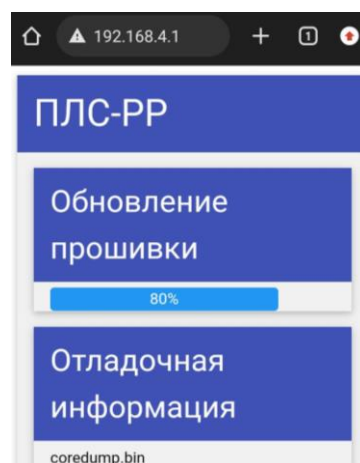 192.168.4.1
1
ПЛС-РР
Обновление
прошивки
80%
Отладочная
информация
coredump.bin